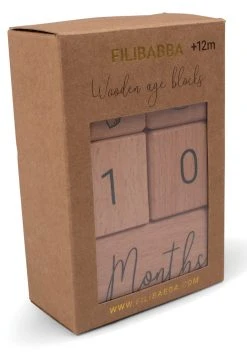 FILIBABBA
+12m
Wooden age blocks
1 0
Months
WWW.FILIBABBA.COM